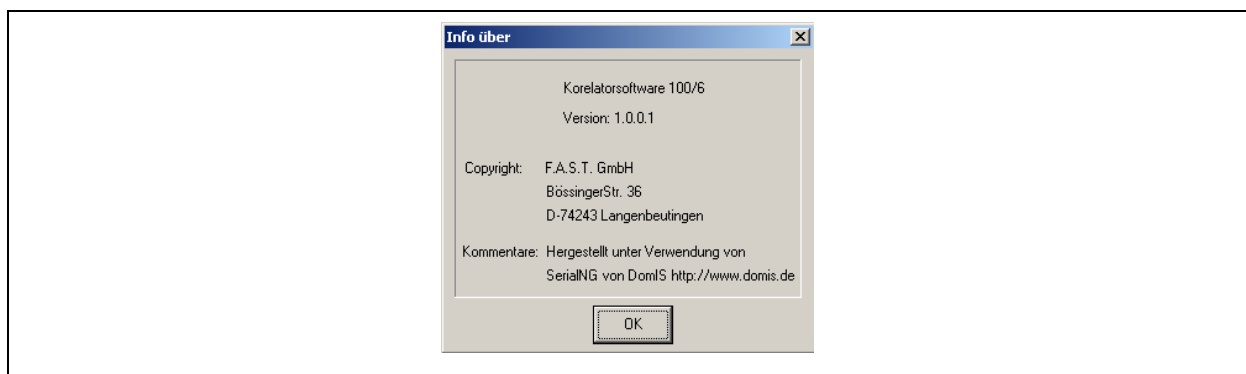 Info über
Korelatorsoftware 100/6
Version: 1.0.0.1
Copyright: F.A.S.T. GmbH
BössingerStr. 36
D-74243 Langenbeutingen
Kommentare: Hergestellt unter Verwendung von
SerialNG von DomIS http://www.domis.de
OK